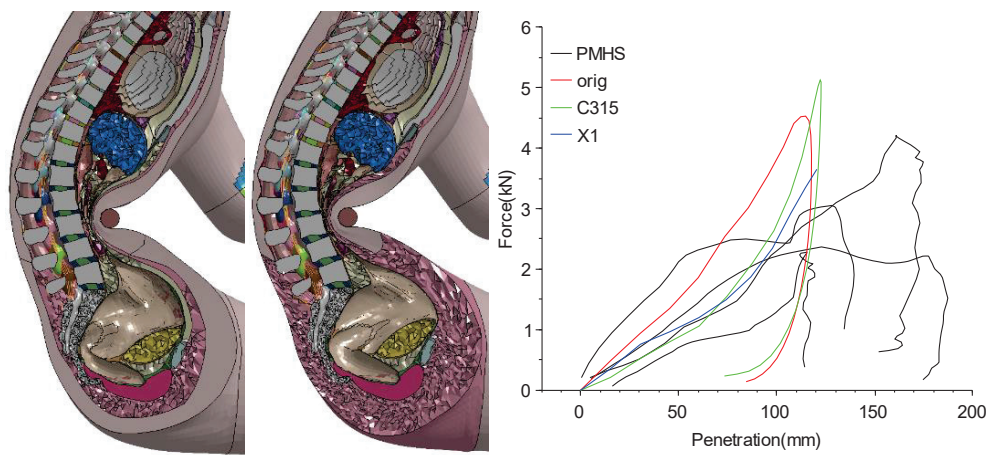 6
5
4
3
2
1
0
Force(kN)
PMHS
orig
C315
X1
0 50 100 150 200
Penetration(mm)